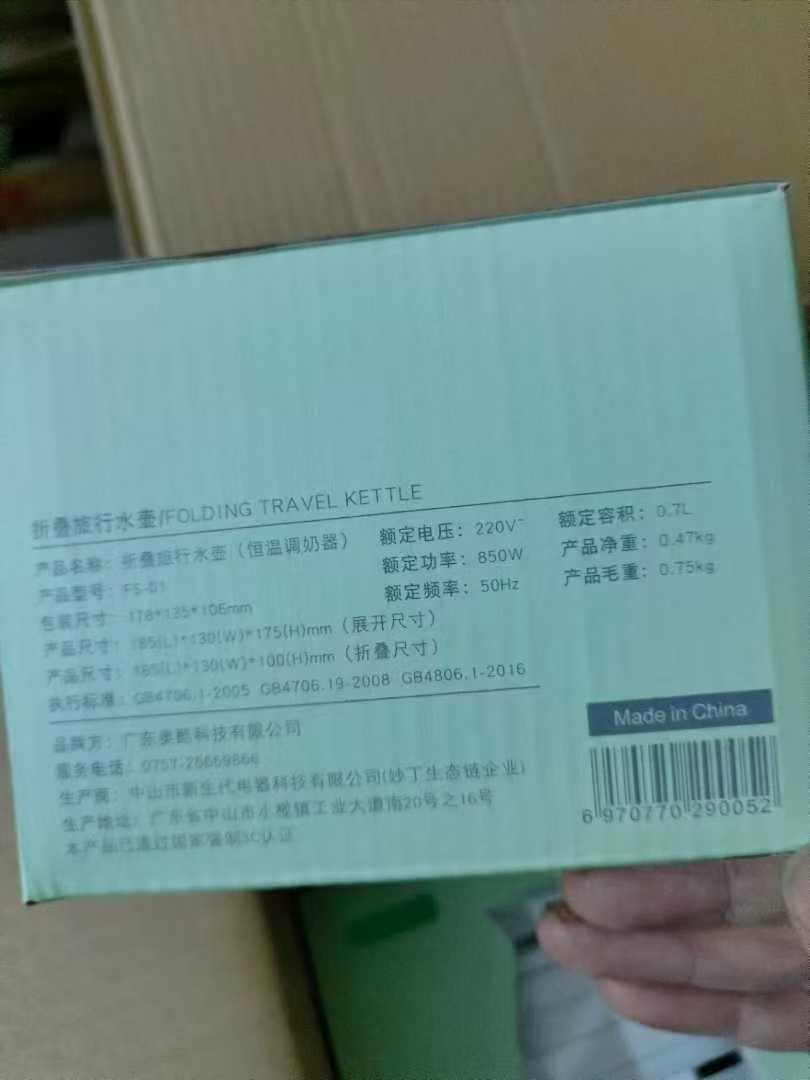 折叠旅行水壶/FOLDING TRAVEL KETTLE
产品名称：折叠旅行水壶（恒温调奶器）
产品型号：FS-01
包装尺寸：178*135*106mm
产品尺寸：185(L)*130(W)*175(H)mm（展开尺寸）
产品尺寸：185(L)*130(W)*100(H)mm（折叠尺寸）
执行标准：GB4706.1-2005 GB4706.19-2008 GB4806.1-2016
额定电压：220V~
额定功率：850W
额定频率：50Hz
额定容积：0.7L
产品净重：0.47kg
产品毛重：0.75kg
品牌方：广东奥酷科技有限公司
服务电话：0757-26669866
生产商：中山市新生代电器科技有限公司(妙丁生态链企业)
生产地址：广东省中山市小榄镇工业大道南20号之16号
本产品已通过国家强制3C认证
Made in China
6 970770 290052